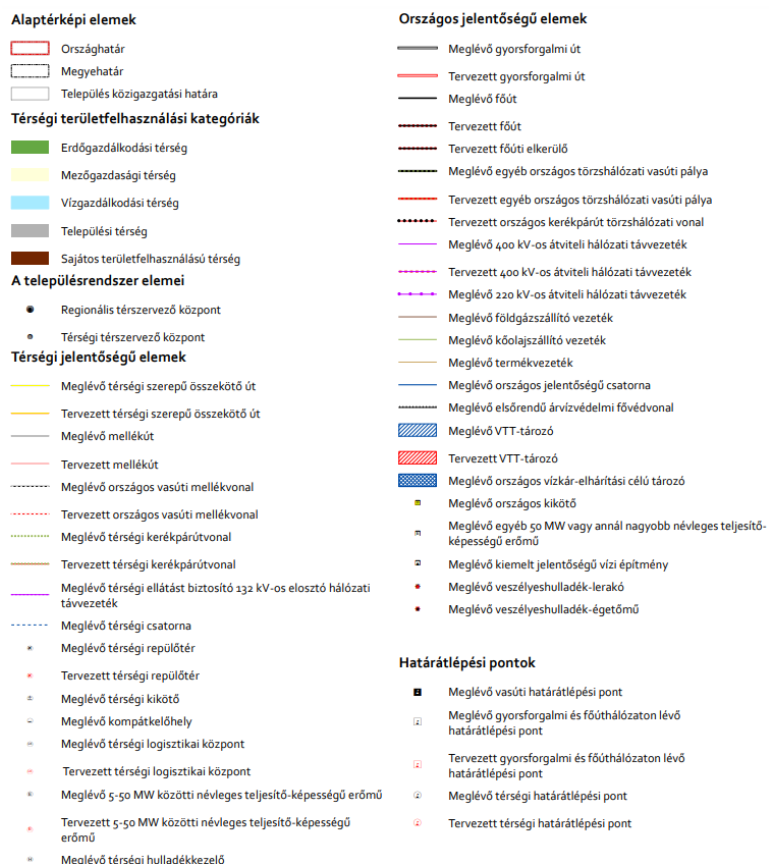 Alaptérképi elemek
Országhatár
Megyehatár
Település közigazgatási határa
Térségi területfelhasználási kategóriák
Erdőgazdálkodási térség
Mezőgazdasági térség
Vízgazdálkodási térség
Települési térség
Sajátos területfelhasználású térség
A településrendszer elemei
Regionális térszervező központ
Térségi térszervező központ
Térségi jelentőségű elemek
Meglévő térségi szerepű összekötő út
Tervezett térségi szerepű összekötő út
Meglévő mellékút
Tervezett mellékút
Meglévő országos vasúti mellékvonal
Tervezett országos vasúti mellékvonal
Meglévő térségi kerékpárútvonal
Tervezett térségi kerékpárútvonal
Meglévő térségi ellátást biztosító 132 kV-os elosztó hálózati
távvezeték
Meglévő térségi csatorna
Meglévő térségi repülőtér
Tervezett térségi repülőtér
Meglévő térségi kikötő
Meglévő kompátkelőhely
Meglévő térségi logisztikai központ
Tervezett térségi logisztikai központ
Meglévő 5-50 MW közötti névleges teljesítő-képességű erőmű
Tervezett 5-50 MW közötti névleges teljesítő-képességű
erőmű
Meglévő térségi hulladékkezelő
Országos jelentőségű elemek
Meglévő gyorsforgalmi út
Tervezett gyorsforgalmi út
Meglévő főút
Tervezett főút
Tervezett főúti elkerülő
Meglévő egyéb országos törzshálózati vasúti pálya
Tervezett egyéb országos törzshálózati vasúti pálya
Tervezett országos kerékpárút törzshálózati vonal
Meglévő 400 kV-os átviteli hálózati távvezeték
Tervezett 400 kV-os átviteli hálózati távvezeték
Meglévő 220 kV-os átviteli hálózati távvezeték
Meglévő földgázszállító vezeték
Meglévő kőolajszállító vezeték
Meglévő termékvezeték
Meglévő országos jelentőségű csatorna
Meglévő elsőrendű árvízvédelmi fővédvonal
Meglévő VTT-tározó
Tervezett VTT-tározó
Meglévő országos vízkár-elhárítási célú tározó
Meglévő országos kikötő
Meglévő egyéb 50 MW vagy annál nagyobb névleges teljesítő-
képességű erőmű
Meglévő kiemelt jelentőségű vízi építmény
Meglévő veszélyeshulladék-lerakó
Meglévő veszélyeshulladék-égetőmű
Határátlépési pontok
Meglévő vasúti határátlépési pont
Meglévő gyorsforgalmi és főúthálózaton lévő
határátlépési pont
Tervezett gyorsforgalmi és főúthálózaton lévő
határátlépési pont
Meglévő térségi határátlépési pont
Tervezett térségi határátlépési pont